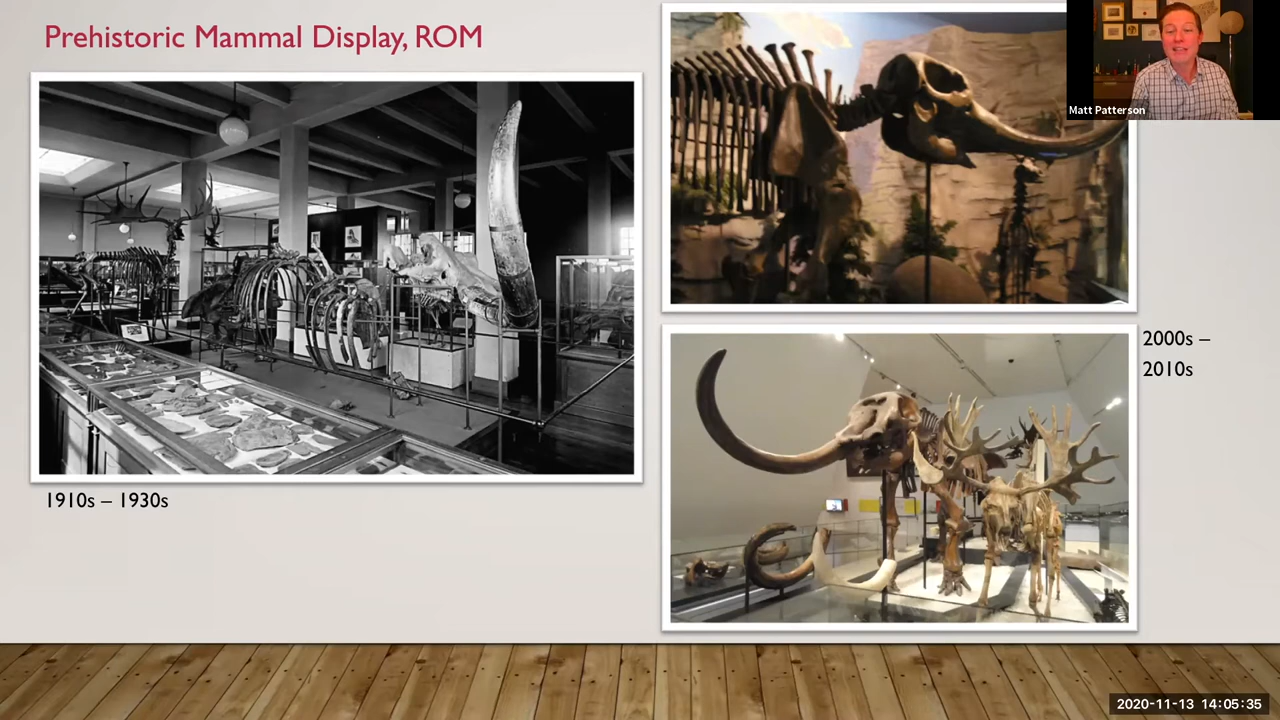 Prehistoric Mammal Display, ROM
Matt Patterson
2000s –
2010s
1910s – 1930s
2020-11-13 14:05:35